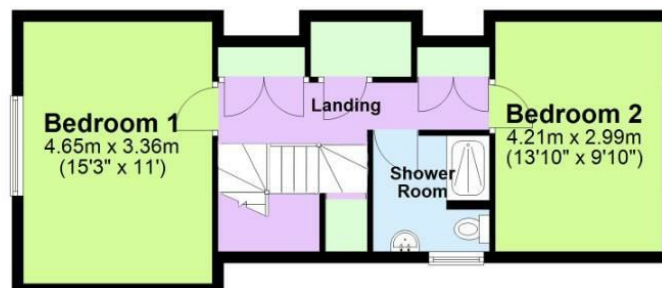 Bedroom 1
4.65m x 3.36m
(15'3" x 11')
Landing
Shower
Room
Bedroom 2
4.21m x 2.99m
(13'10" x 9'10")